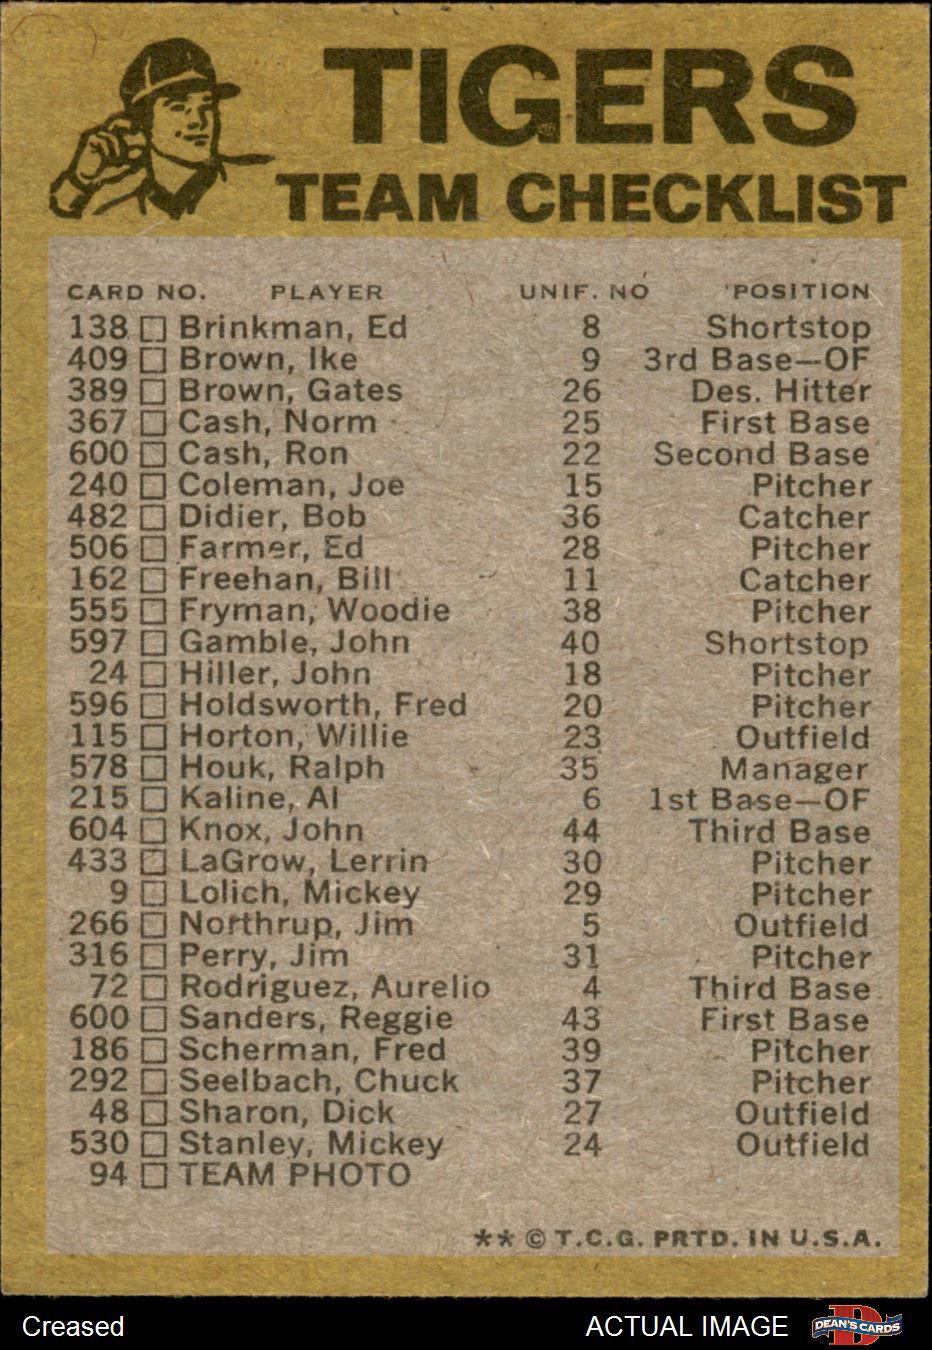 TIGERS
TEAM CHECKLIST
CARD NO. PLAYER UNIF. NO POSITION
138 Brinkman, Ed 8 Shortstop
409 Brown, Ike 9 3rd Base—OF
389 Brown, Gates 26 Des. Hitter
367 Cash, Norm 25 First Base
600 Cash, Ron 22 Second Base
240 Coleman, Joe 15 Pitcher
482 Didier, Bob 36 Catcher
506 Farmer, Ed 28 Pitcher
162 Freehan, Bill 11 Catcher
555 Fryman, Woodie 38 Pitcher
597 Gamble, John 40 Shortstop
24 Hiller, John 18 Pitcher
596 Holdsworth, Fred 20 Pitcher
115 Horton, Willie 23 Outfield
578 Houk, Ralph 35 Manager
215 Kaline, Al 6 1st Base—OF
604 Knox, John 44 Third Base
433 LaGrow, Lerrin 30 Pitcher
9 Lolich, Mickey 29 Pitcher
266 Northrup, Jim 5 Outfield
316 Perry, Jim 31 Pitcher
72 Rodriguez, Aurelio 4 Third Base
600 Sanders, Reggie 43 First Base
186 Scherman, Fred 39 Pitcher
292 Seelbach, Chuck 37 Pitcher
48 Sharon, Dick 27 Outfield
530 Stanley, Mickey 24 Outfield
94 TEAM PHOTO
** © T.C.G. PRTD. IN U.S.A.
Creased ACTUAL IMAGE DEAN'S CARDS